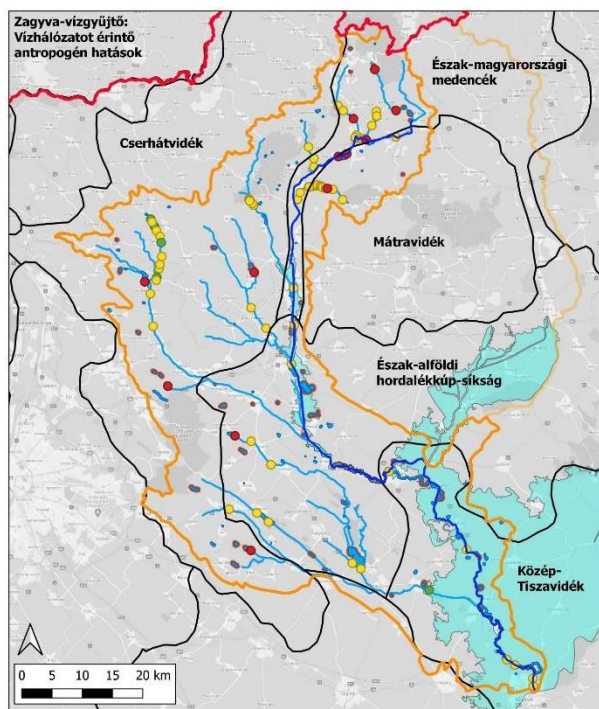 Zagyva-vízgyűjtő:
Vízhálózatot érintő
antropogén hatások
Észak-magyarországi
medencék
Cserhátvidék
Mátravidék
Észak-alföldi
hordalékkúp-síkság
Közép-
Tiszavidék
0 5 10 15 20 km